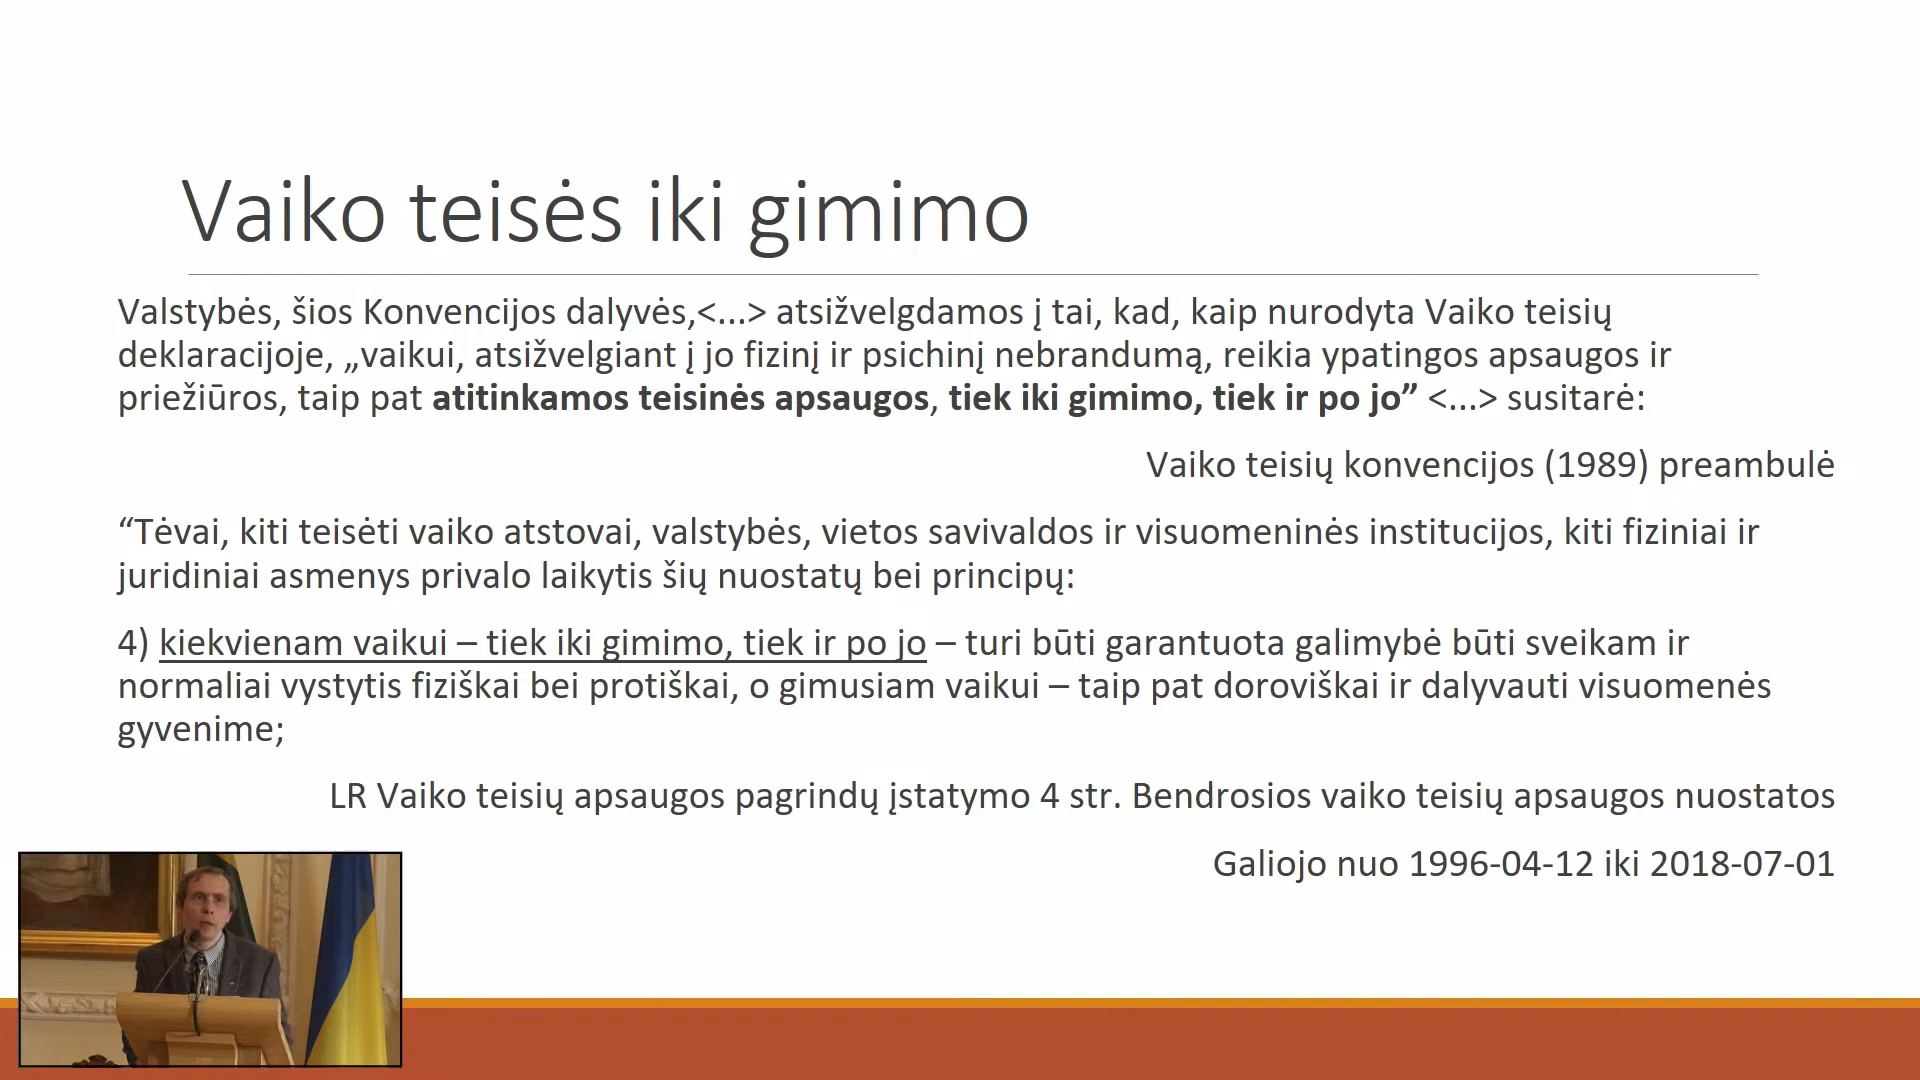 Vaiko teisės iki gimimo
Valstybės, šios Konvencijos dalyvės,<...> atsižvelgdamos į tai, kad, kaip nurodyta Vaiko teisių
deklaracijoje, „vaikui, atsižvelgiant į jo fizinį ir psichinį nebrandumą, reikia ypatingos apsaugos ir
priežiūros, taip pat atitinkamos teisinės apsaugos, tiek iki gimimo, tiek ir po jo” <...> susitarė:
Vaiko teisių konvencijos (1989) preambulė
“Tėvai, kiti teisėti vaiko atstovai, valstybės, vietos savivaldos ir visuomeninės institucijos, kiti fiziniai ir
juridiniai asmenys privalo laikytis šių nuostatų bei principų:
4) kiekvienam vaikui – tiek iki gimimo, tiek ir po jo – turi būti garantuota galimybė būti sveikam ir
normaliai vystytis fiziškai bei protiškai, o gimusiam vaikui – taip pat doroviškai ir dalyvauti visuomenės
gyvenime;
LR Vaiko teisių apsaugos pagrindų įstatymo 4 str. Bendrosios vaiko teisių apsaugos nuostatos
Galiojo nuo 1996-04-12 iki 2018-07-01